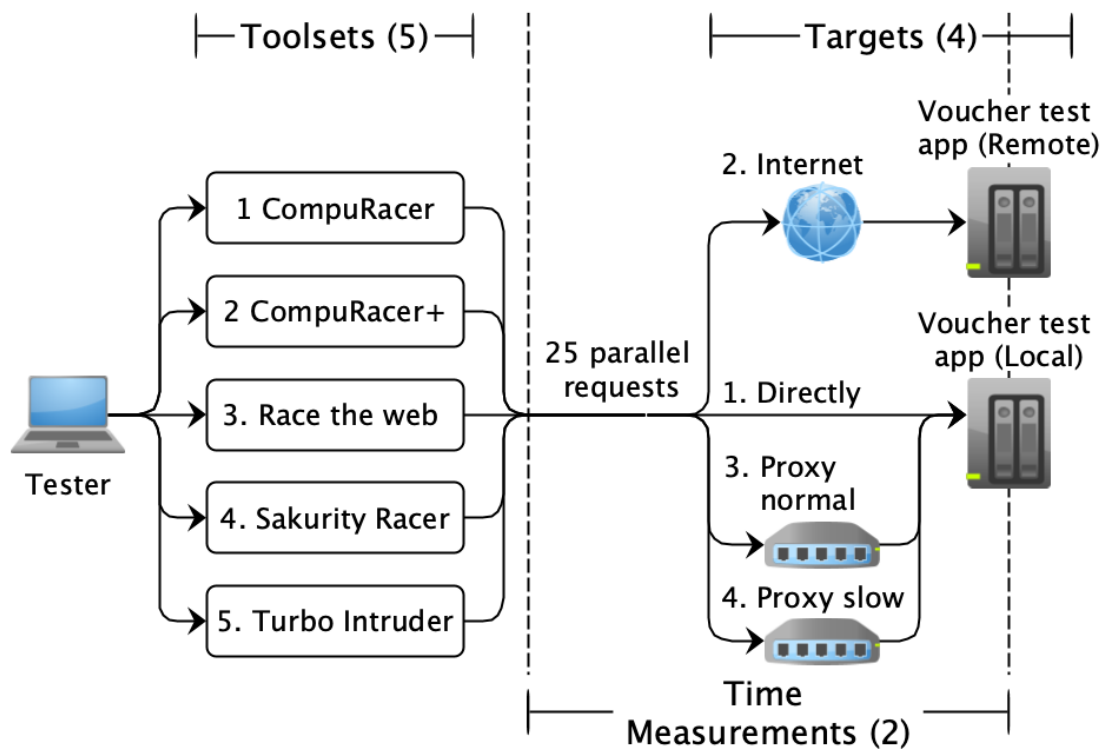 Toolsets (5)
Targets (4)
Voucher test
app (Remote)
2. Internet
1 CompuRacer
2 CompuRacer+
Voucher test
app (Local)
25 parallel
requests
1. Directly
3. Race the web
Tester
3. Proxy
normal
4. Sakurity Racer
4. Proxy slow
5. Turbo Intruder
Time
Measurements (2)